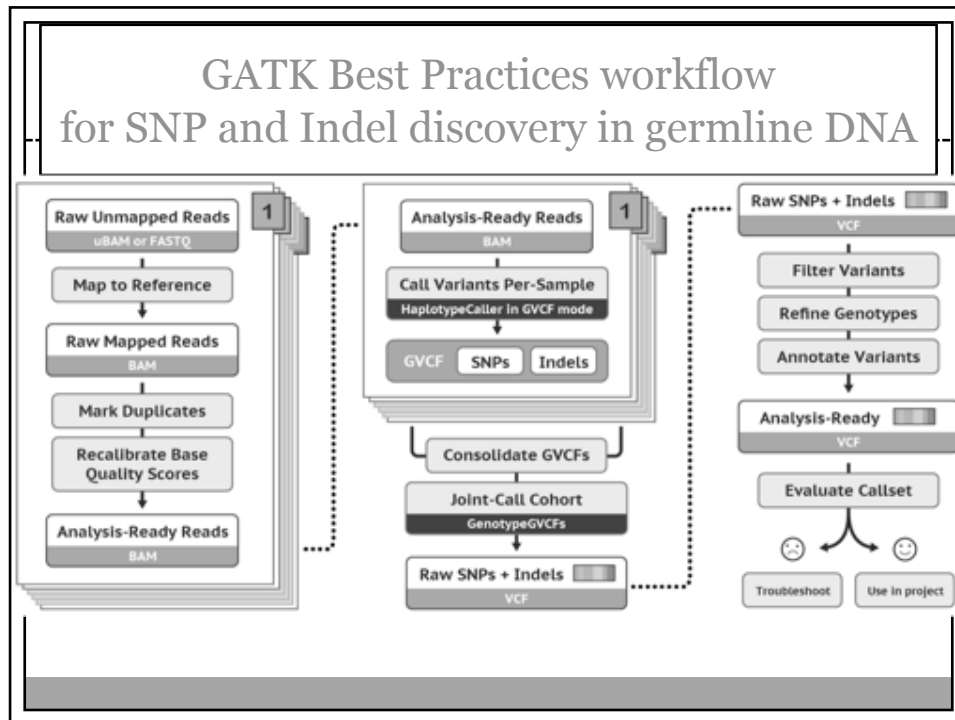 GATK Best Practices workflow
for SNP and Indel discovery in germline DNA
1
Raw Unmapped Reads
uBAM or FASTQ
Map to Reference
Raw Mapped Reads
BAM
Mark Duplicates
Recalibrate Base
Quality Scores
Analysis-Ready Reads
BAM
1
Analysis-Ready Reads
BAM
Call Variants Per-Sample
HaplotypeCaller in GVCF mode
GVCF SNPs Indels
Consolidate GVCFs
Joint-Call Cohort
GenotypeGVCFs
Raw SNPs + Indels
VCF
Raw SNPs + Indels
VCF
Filter Variants
Refine Genotypes
Annotate Variants
Analysis-Ready
VCF
Evaluate Callset
Troubleshoot
Use in project